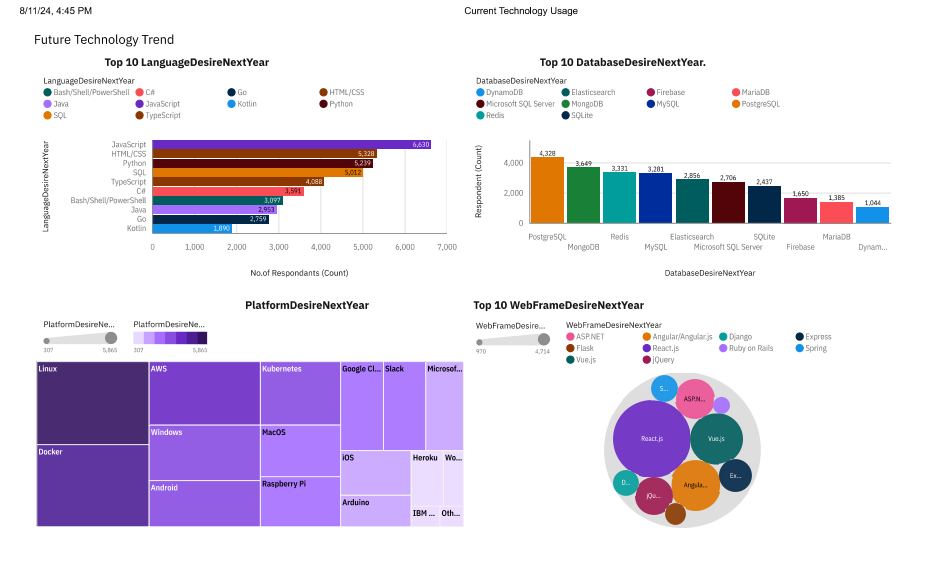 8/11/24, 4:45 PM Current Technology Usage
Future Technology Trend
Top 10 LanguageDesireNextYear
LanguageDesireNextYear
Bash/Shell/PowerShell C# Go HTML/CSS
Java JavaScript Kotlin Python
SQL TypeScript
LanguageDesireNextYear
JavaScript 6,630
HTML/CSS 5,328
Python 5,239
SQL 5,012
TypeScript 4,088
C# 3,591
Bash/Shell/PowerShell 3,097
Java 2,953
Go 2,759
Kotlin 1,890
0 1,000 2,000 3,000 4,000 5,000 6,000 7,000
No.of Respondants (Count)
Top 10 DatabaseDesireNextYear.
DatabaseDesireNextYear
DynamoDB Elasticsearch Firebase MariaDB
Microsoft SQL Server MongoDB MySQL PostgreSQL
Redis SQLite
Respondent (Count)
4,000
2,000
0
4,328 3,649 3,331 3,281 2,856 2,706 2,437 1,650 1,385 1,044
PostgreSQL Redis Elasticsearch SQLite MariaDB
MongoDB MySQL Microsoft SQL Server Firebase Dynam...
DatabaseDesireNextYear
PlatformDesireNextYear
PlatformDesireNe... PlatformDesireNe...
307 5,865 307 5,863
Linux AWS Kubernetes Google Cl... Slack Microsof...
Windows MacOS
Docker iOS Heroku Wo...
Android Raspberry Pi
Arduino IBM ... Oth...
Top 10 WebFrameDesireNextYear
WebFrameDesire...
970 4,714
WebFrameDesireNextYear
ASP.NET Angular/Angular.js Django Express
Flask React.js Ruby on Rails Spring
Vue.js jQuery
S... ASP.N...
React.js Vue.js
D... jQu... Angula... Ex...